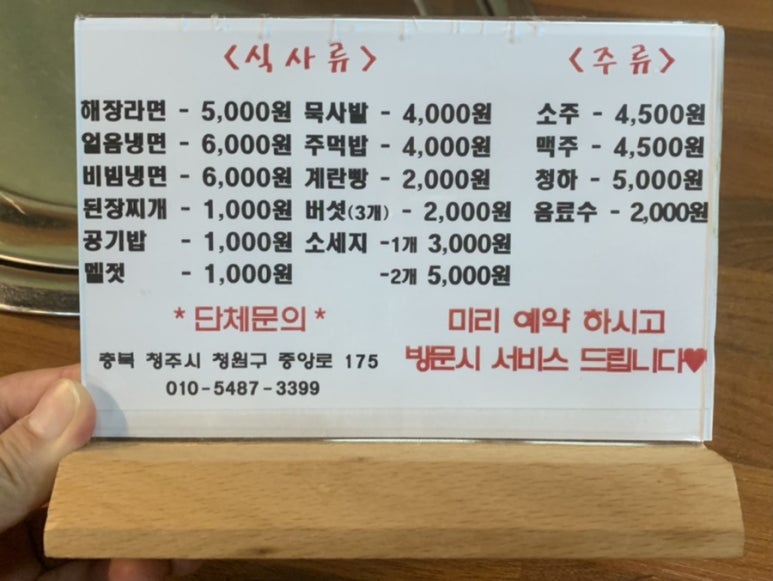 <식사류>
해장라면 - 5,000원
얼음냉면 - 6,000원
비빔냉면 - 6,000원
된장찌개 - 1,000원
공기밥 - 1,000원
멜젓 - 1,000원
묵사발 - 4,000원
주먹밥 - 4,000원
계란빵 - 2,000원
버섯(3개) - 2,000원
소세지 -1개 3,000원
-2개 5,000원
<주류>
소주 - 4,500원
맥주 - 4,500원
청하 - 5,000원
음료수 - 2,000원
*단체문의*
충북 청주시 청원구 중앙로 175
010-5487-3399
미리 예약 하시고
방문시 서비스 드립니다♥